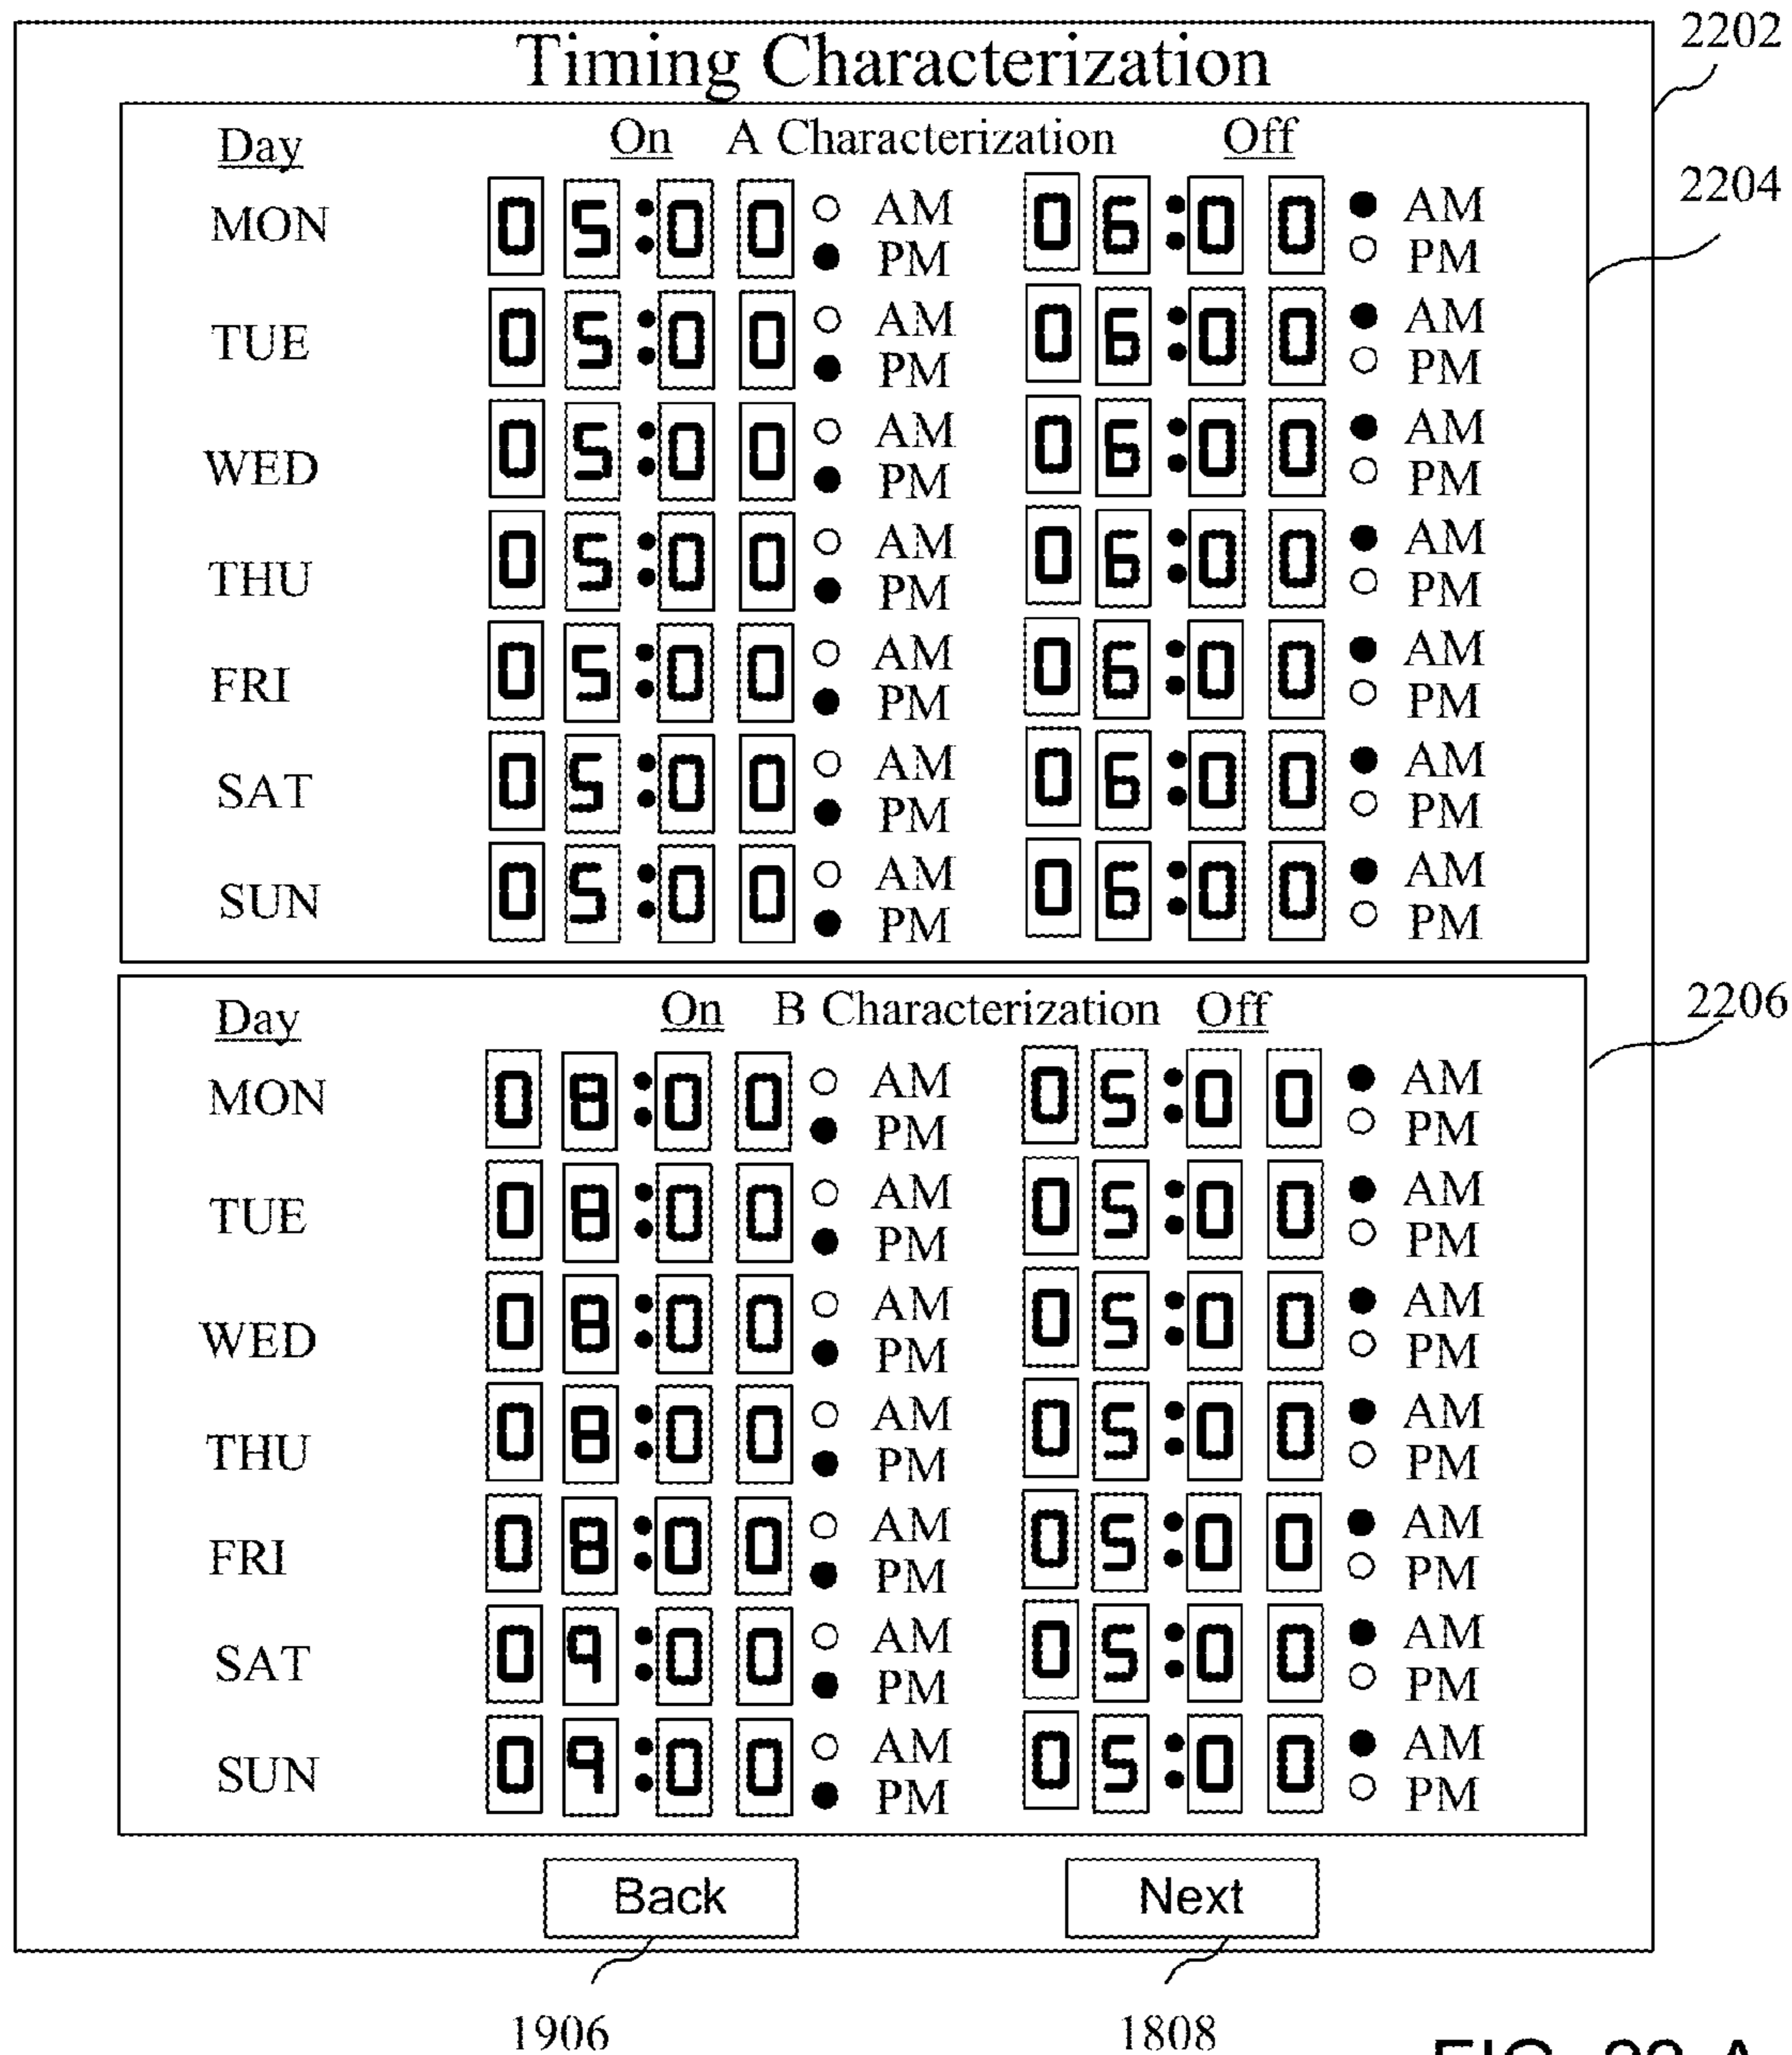 2202
Timing Characterization
Day On A Characterization Off
2204
MON 05:00 AM PM 06:00 AM PM
TUE 05:00 AM PM 06:00 AM PM
WED 05:00 AM PM 06:00 AM PM
THU 05:00 AM PM 06:00 AM PM
FRI 05:00 AM PM 06:00 AM PM
SAT 05:00 AM PM 06:00 AM PM
SUN 05:00 AM PM 06:00 AM PM
2206
Day On B Characterization Off
MON 08:00 AM PM 05:00 AM PM
TUE 08:00 AM PM 05:00 AM PM
WED 08:00 AM PM 05:00 AM PM
THU 08:00 AM PM 05:00 AM PM
FRI 08:00 AM PM 05:00 AM PM
SAT 09:00 AM PM 05:00 AM PM
SUN 09:00 AM PM 05:00 AM PM
Back Next
1906 1808